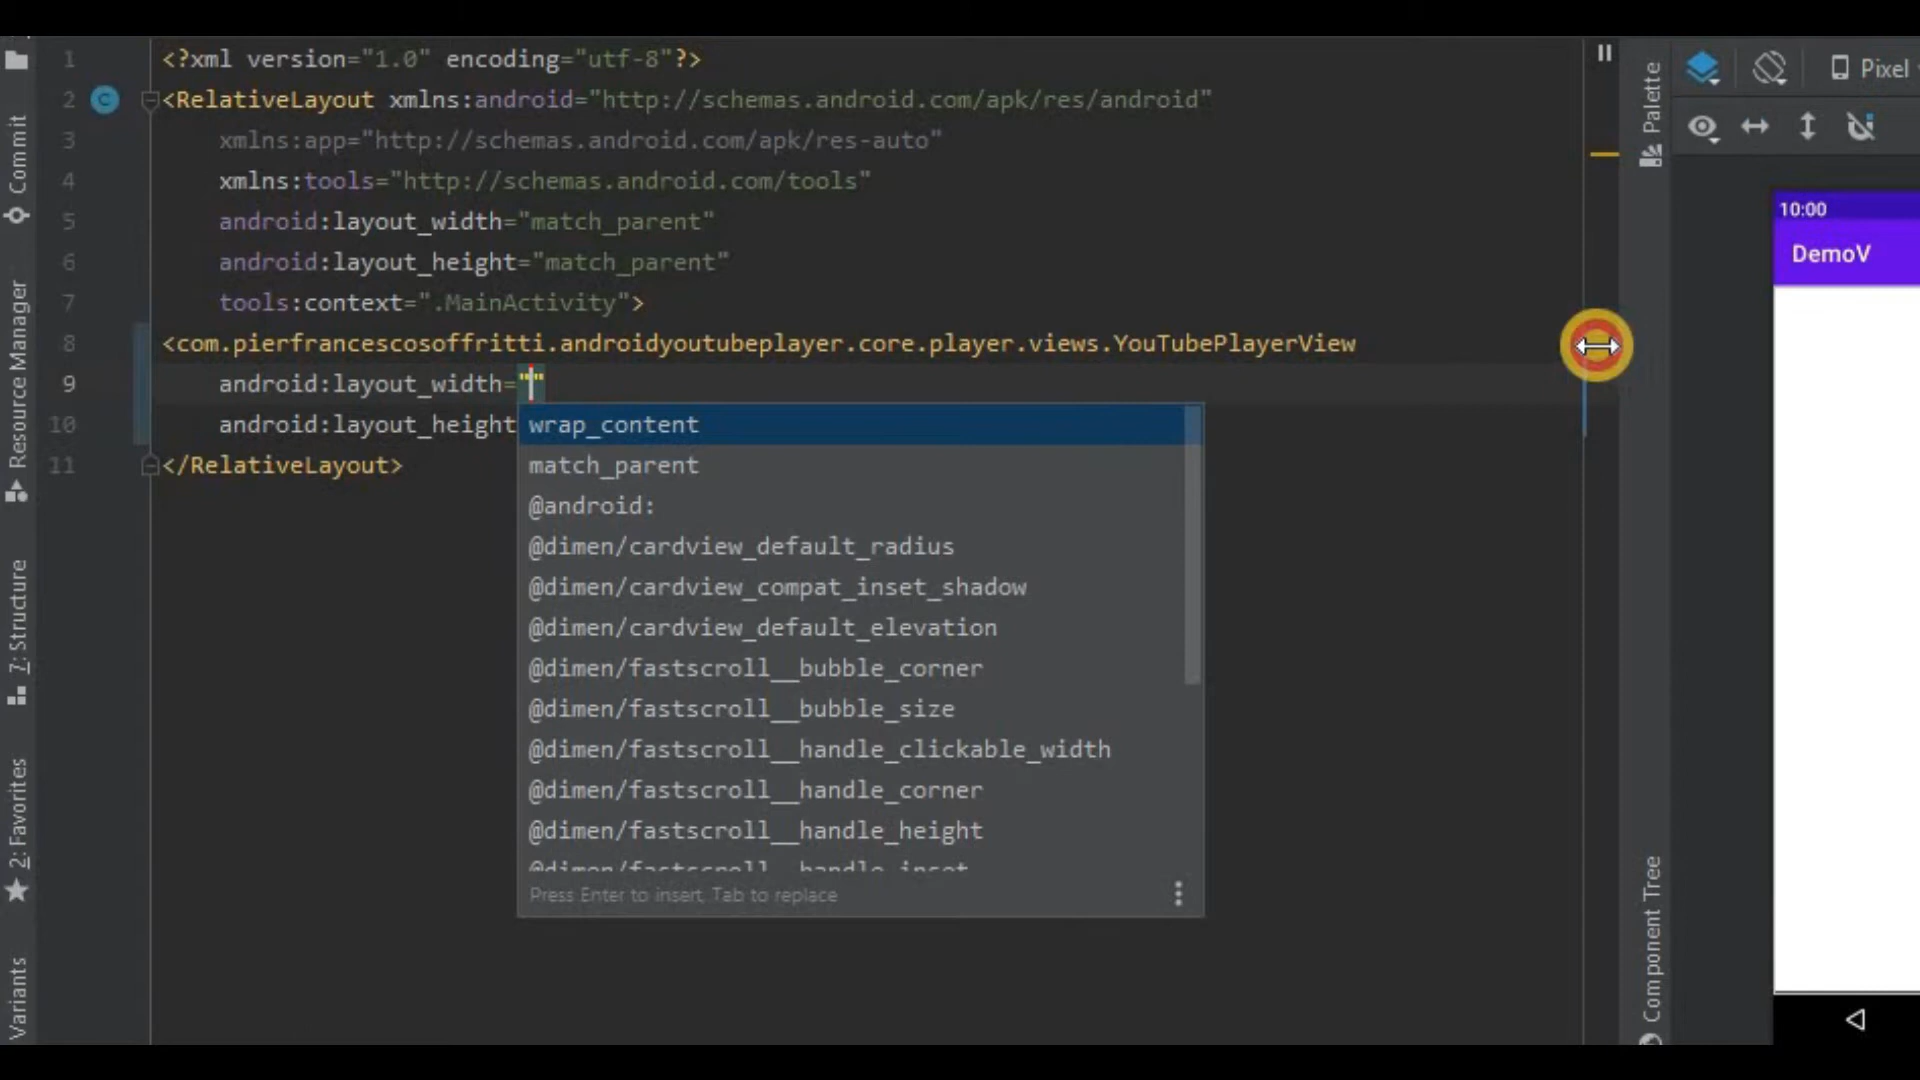 1 <?xml version="1.0" encoding="utf-8"?>
2 <RelativeLayout xmlns:android="http://schemas.android.com/apk/res/android"
3 xmlns:app="http://schemas.android.com/apk/res-auto"
4 xmlns:tools="http://schemas.android.com/tools"
5 android:layout_width="match_parent"
6 android:layout_height="match_parent"
7 tools:context=".MainActivity">
8 <com.pierfrancescosoffritti.androidyoutubeplayer.core.player.views.YouTubePlayerView
9 android:layout_width=""
10 android:layout_height
11 </RelativeLayout>
wrap_content
match_parent
@android:
@dimen/cardview_default_radius
@dimen/cardview_compat_inset_shadow
@dimen/cardview_default_elevation
@dimen/fastscroll__bubble_corner
@dimen/fastscroll__bubble_size
@dimen/fastscroll__handle_clickable_width
@dimen/fastscroll__handle_corner
@dimen/fastscroll__handle_height
@dimen/fastscroll__handle_inset
Press Enter to insert, Tab to replace
Commit
Resource Manager
7: Structure
2: Favorites
Variants
Palette
Component Tree
Pixel
10:00
DemoV